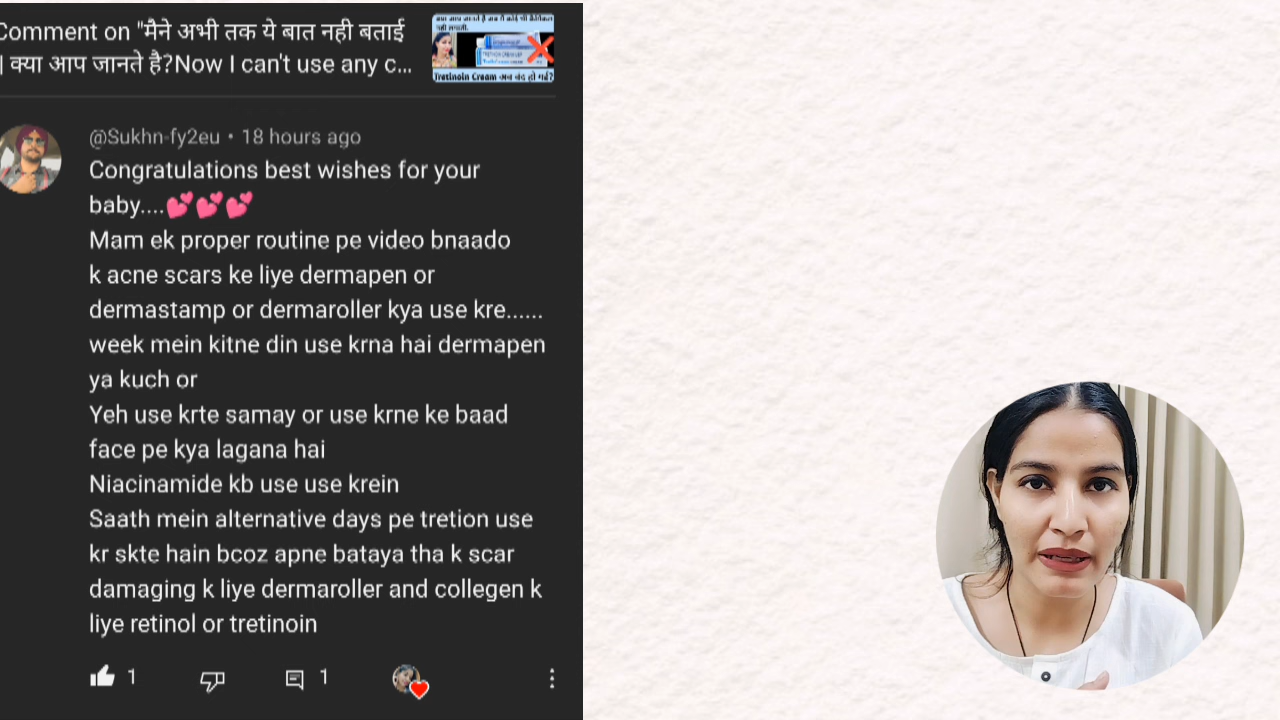 Comment on "मैने अभी तक ये बात नही बताई
| क्या आप जानते है?Now I can't use any c...
Tretinoin Cream अब बंद हो गई?
@Sukhn-fy2eu • 18 hours ago
Congratulations best wishes for your
baby....💕💕💕
Mam ek proper routine pe video bnaado
k acne scars ke liye dermapen or
dermastamp or dermaroller kya use kre......
week mein kitne din use krna hai dermapen
ya kuch or
Yeh use krte samay or use krne ke baad
face pe kya lagana hai
Niacinamide kb use use krein
Saath mein alternative days pe tretion use
kr skte hain bcoz apne bataya tha k scar
damaging k liye dermaroller and collegen k
liye retinol or tretinoin
1
1